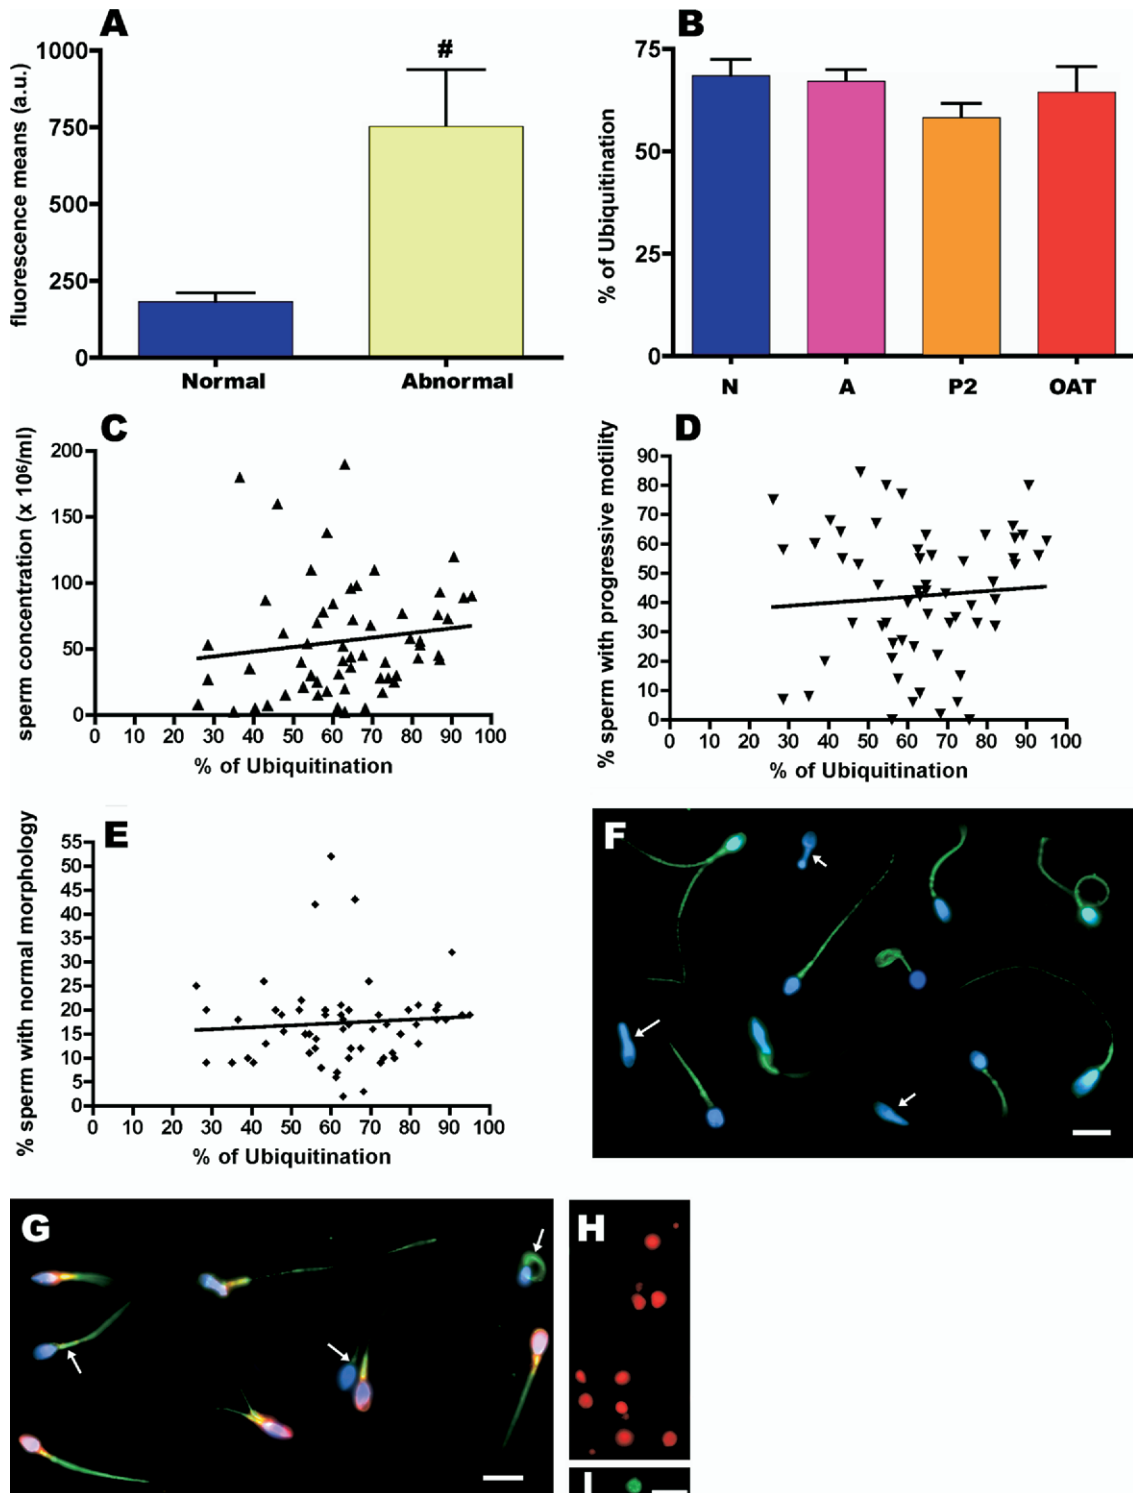 A
fluorescence means (a.u.)
1000
750
500
250
0
#
Normal
Abnormal
B
% of Ubiquitination
75
50
25
0
N
A
P2
OAT
C
sperm concentration (x 10⁶/ml)
200
150
100
50
0
0 10 20 30 40 50 60 70 80 90 100
% of Ubiquitination
D
% sperm with progressive motility
90
80
70
60
50
40
30
20
10
0
0 10 20 30 40 50 60 70 80 90 100
% of Ubiquitination
E
% sperm with normal morphology
55
50
45
40
35
30
25
20
15
10
5
0
0 10 20 30 40 50 60 70 80 90 100
% of Ubiquitination
F
G
H
I